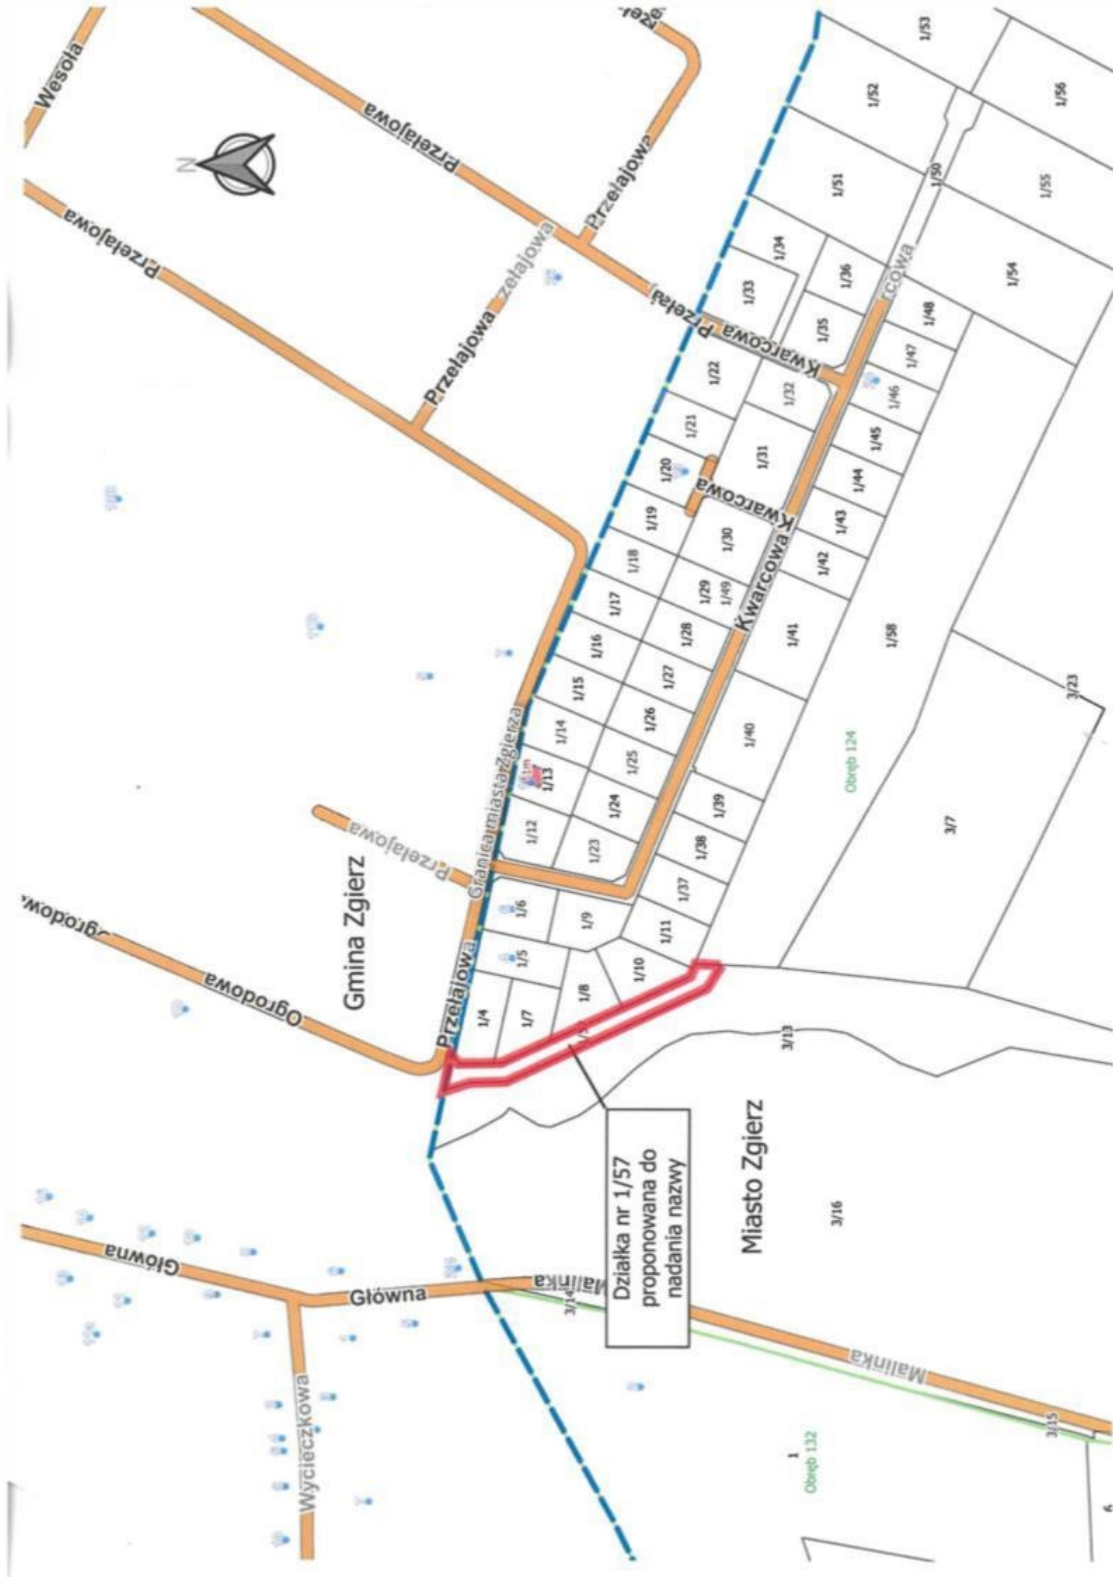 Wesoła
Przełajowa
Przełajowa
Przełajowa
Przełajowa
zełajowa
Przełaj
N
Ogrodowa
Gmina Zgierz
Przełajowa
Granica miasta Zgierza
Przełajowa
Główna
Główna
Wycieczkowa
Malinka
Malinka
Kwarcowa
Kwarcowa
Kwarcowa
rcowa
1/53
1/52
1/56
1/51
1/50
1/55
1/34
1/33
1/36
1/35
1/54
1/48
1/47
1/46
1/45
1/44
1/43
1/42
1/22
1/32
1/21
1/31
1/20
1/19
1/30
1/18
1/29
1/49
1/17
1/28
1/41
1/58
1/16
1/27
1/15
1/26
1/40
1/14
1/25
1/13
1/24
1/39
1/12
1/23
1/38
1/37
1/6
1/9
1/11
1/5
1/10
1/4
1/7
1/8
3/23
Obręb 124
3/7
3/13
Działka nr 1/57
proponowana do
nadania nazwy
Miasto Zgierz
3/16
3/14
3/15
1
Obręb 132
6